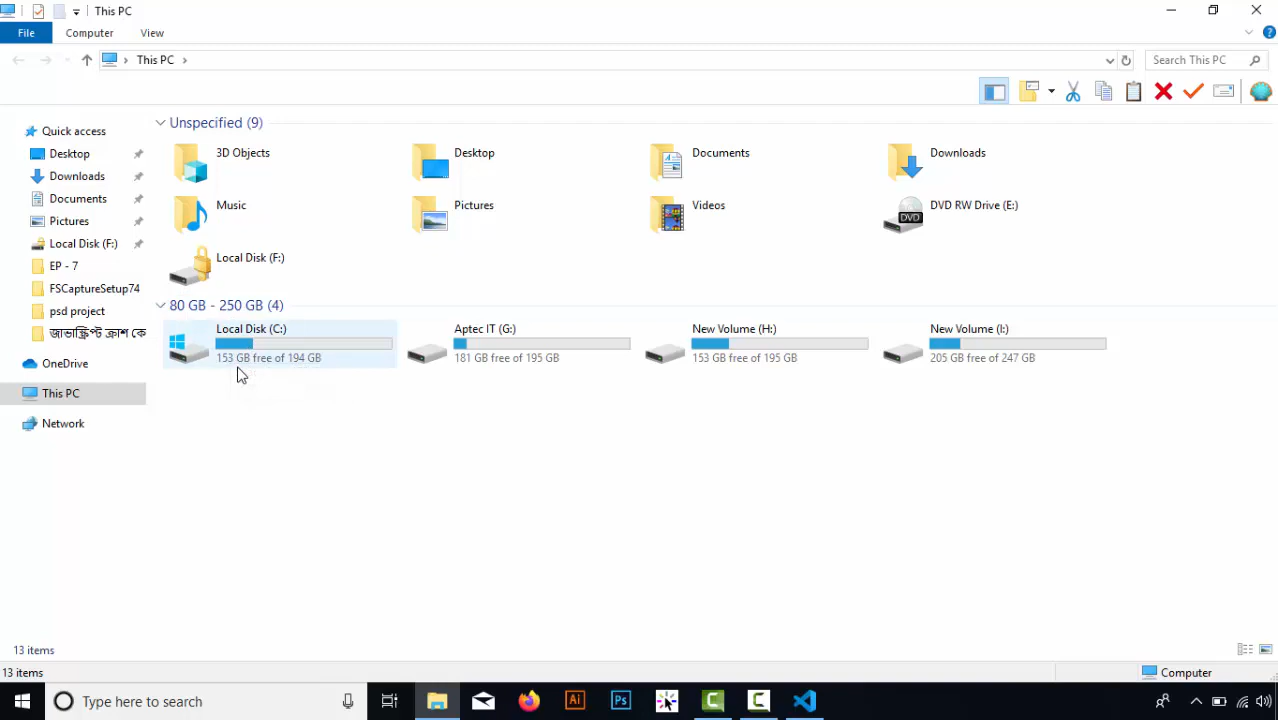 This PC
File
Computer
View
This PC
Search This PC
Quick access
Desktop
Downloads
Documents
Pictures
Local Disk (F:)
EP - 7
FSCaptureSetup74
psd project
জাভাস্ক্রিপ্ট ক্রাশ কে
OneDrive
This PC
Network
Unspecified (9)
3D Objects
Desktop
Documents
Downloads
Music
Pictures
Videos
DVD RW Drive (E:)
DVD
Local Disk (F:)
80 GB - 250 GB (4)
Local Disk (C:)
153 GB free of 194 GB
Aptec IT (G:)
181 GB free of 195 GB
New Volume (H:)
153 GB free of 195 GB
New Volume (I:)
205 GB free of 247 GB
13 items
13 items
Computer
Type here to search
Ai
Ps